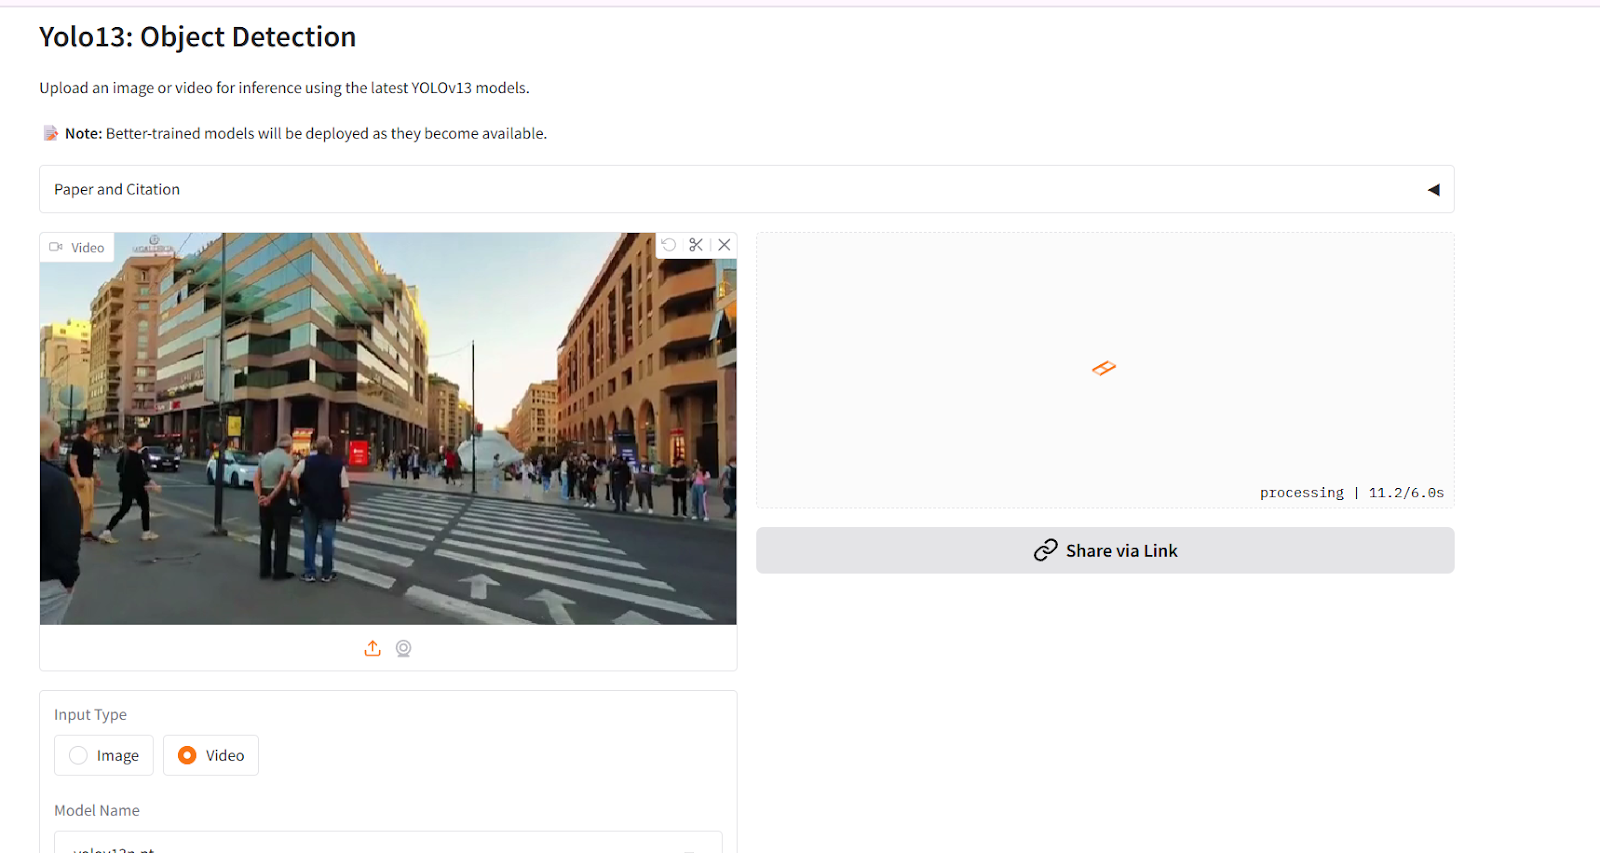 Yolo13: Object Detection
Upload an image or video for inference using the latest YOLOv13 models.
Note: Better-trained models will be deployed as they become available.
Paper and Citation
Video
processing | 11.2/6.0s
Share via Link
Input Type
Image
Video
Model Name